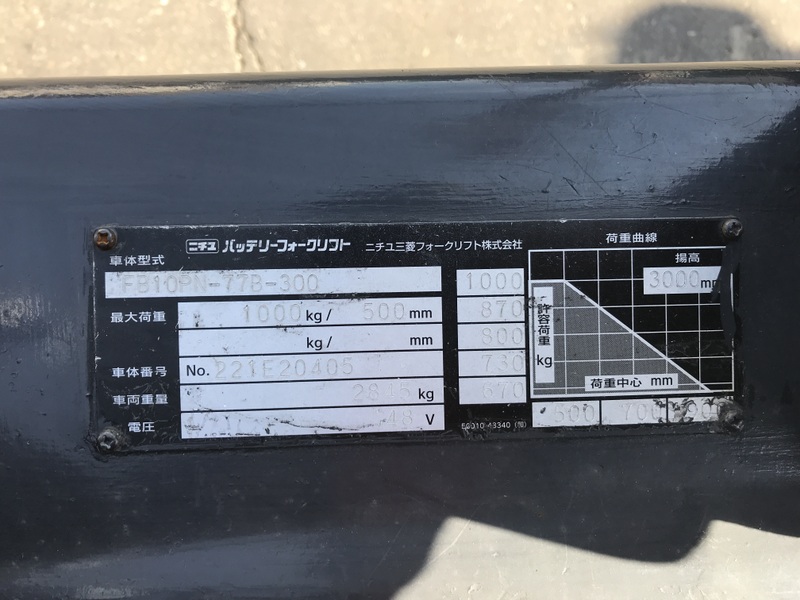 ニチユ バッテリーフォークリフト ニチユ三菱フォークリフト株式会社
車体型式
FB10PN-77B-300
最大荷重 1000 kg/ 500 mm
kg/ mm
車体番号 No. 221E20405
車両重量 kg
電圧 48 V
1000
870
800
730
670
荷重曲線
揚高
3000 mm
許容荷重
kg
荷重中心 mm
500 700